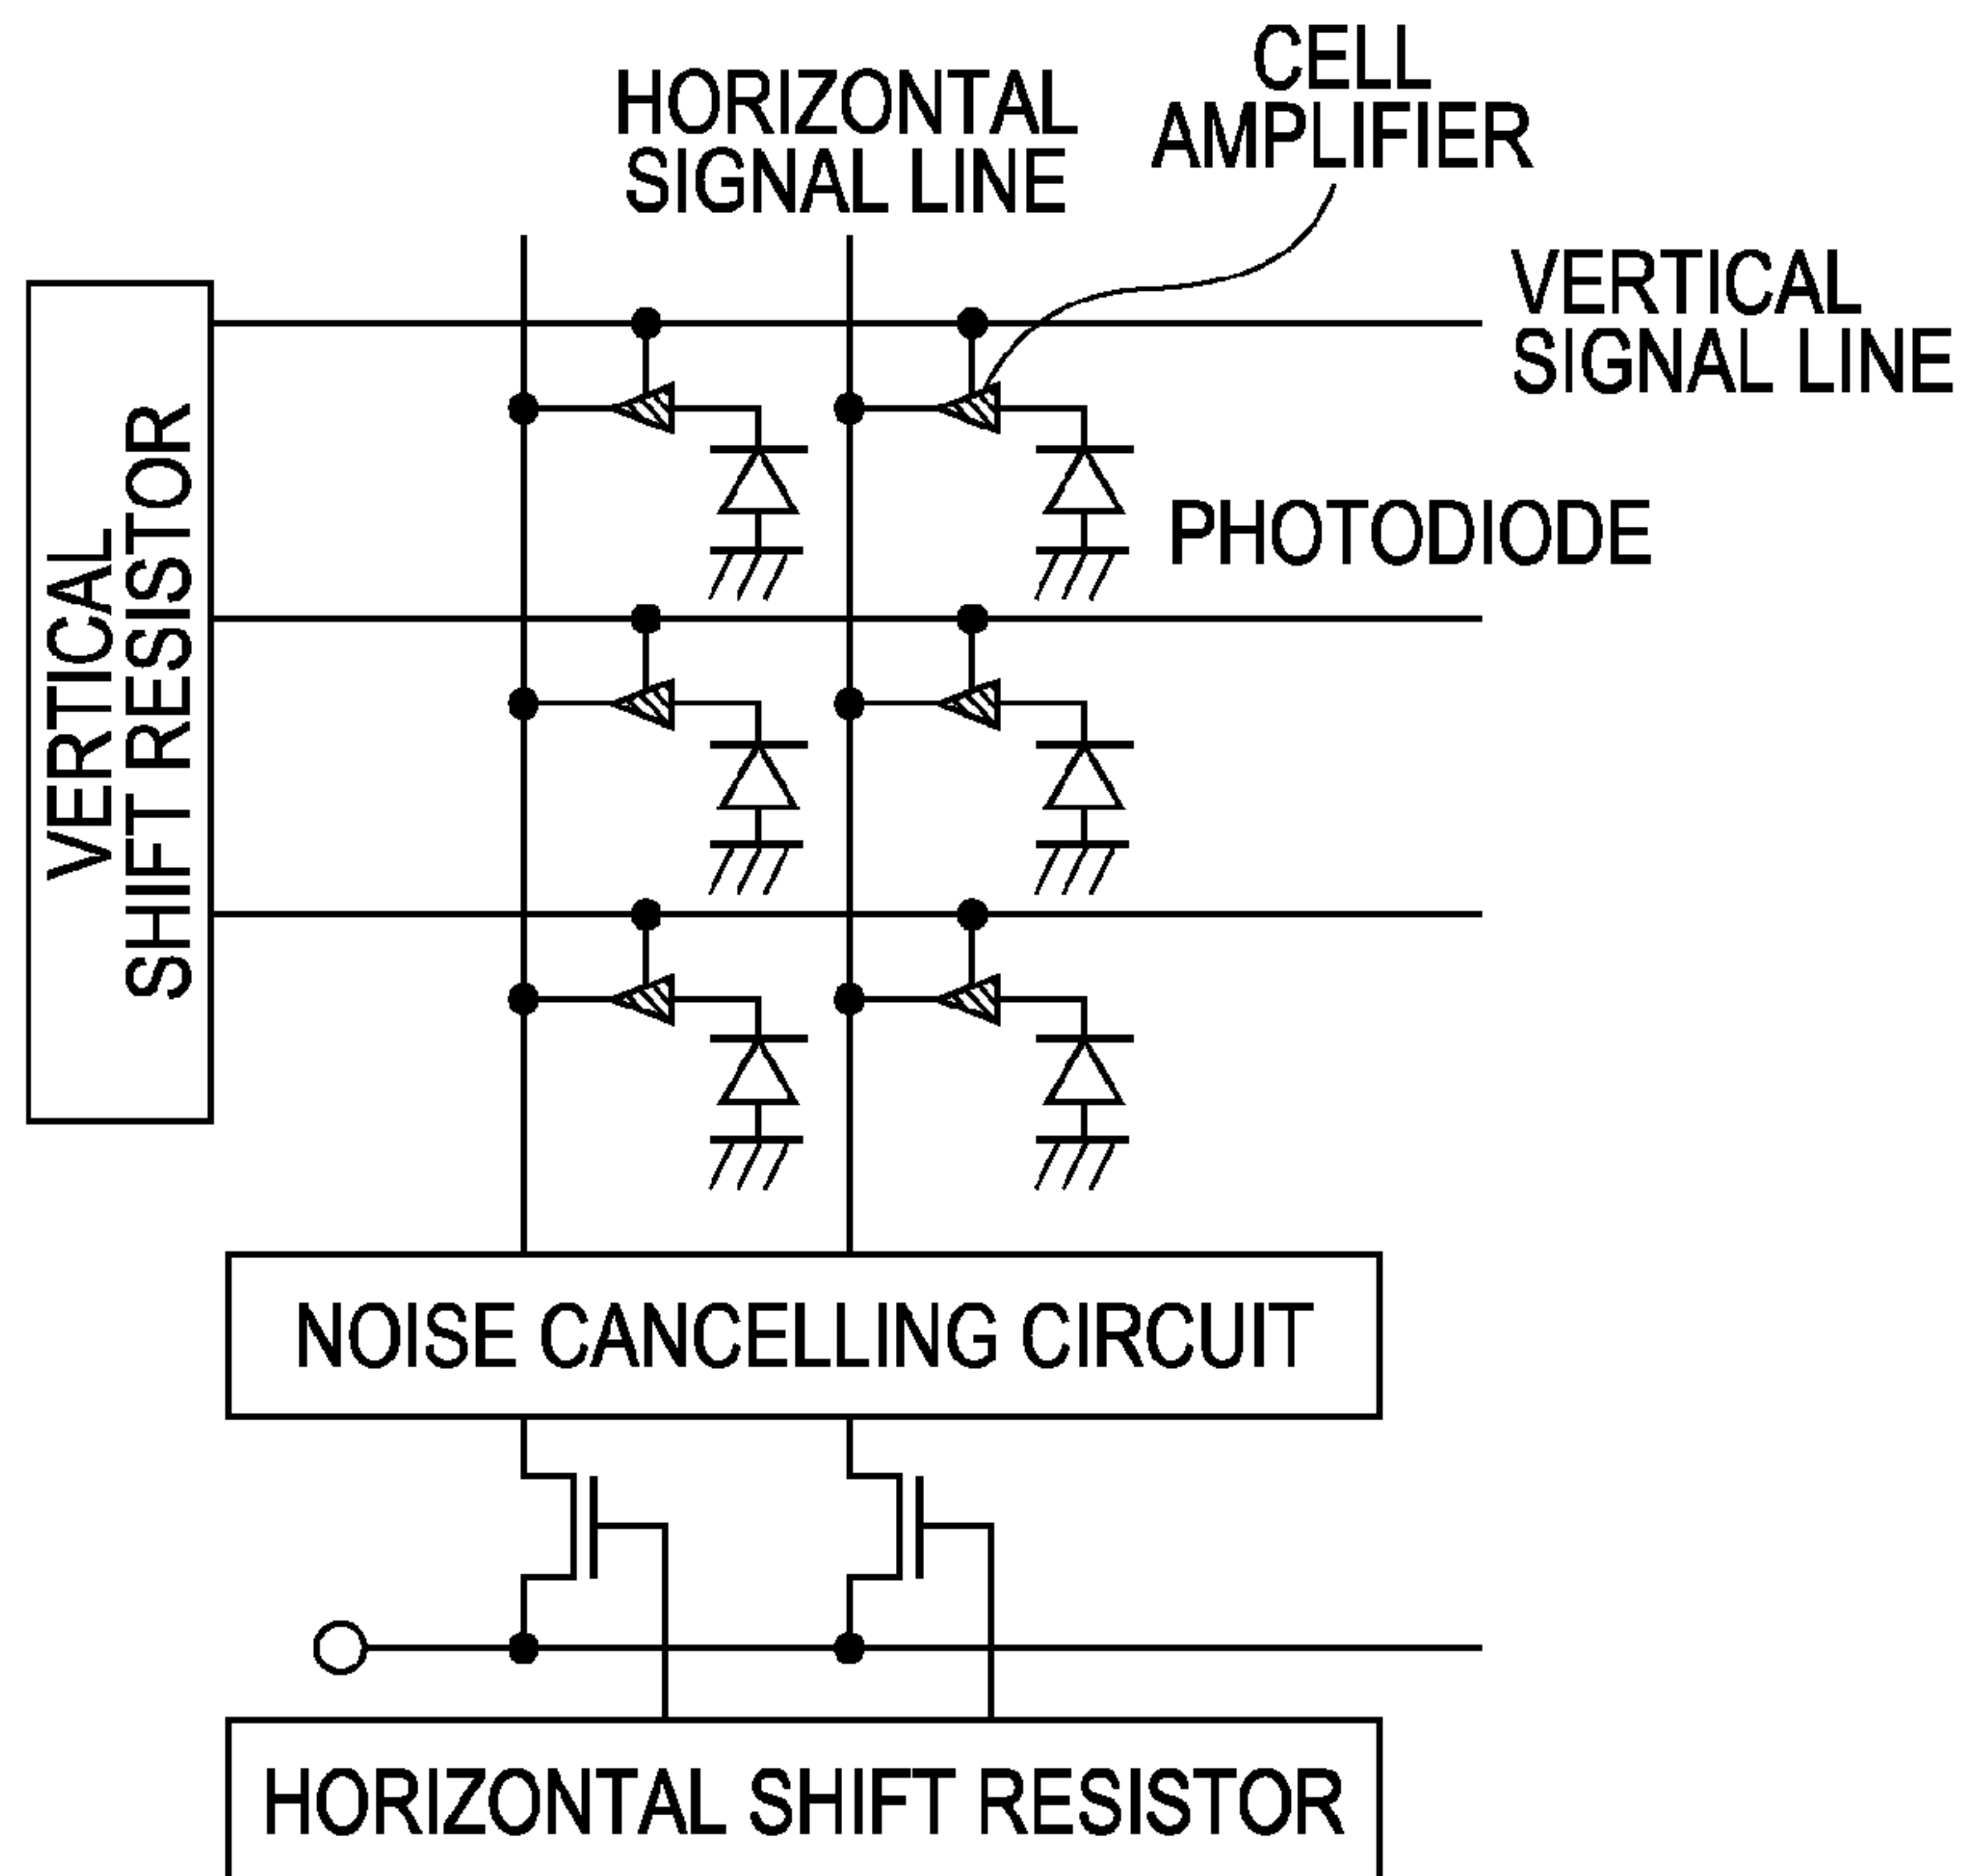 CELL
AMPLIFIER
HORIZONTAL
SIGNAL LINE
VERTICAL
SIGNAL LINE
VERTICAL
SHIFT RESISTOR
PHOTODIODE
NOISE CANCELLING CIRCUIT
HORIZONTAL SHIFT RESISTOR